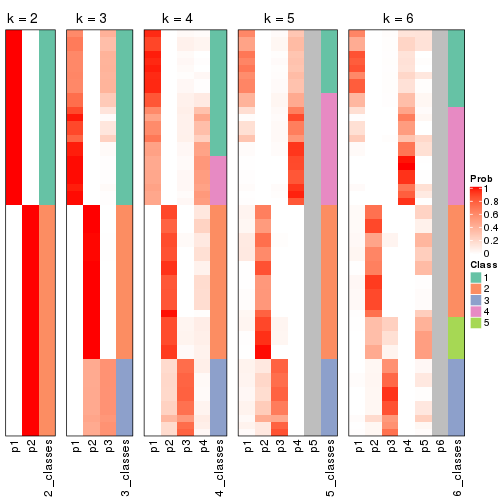 k = 2 k = 3 k = 4 k = 5 k = 6
Prob
1
0.8
0.6
0.4
0.2
0
Class
1
2
3
4
5
p1 p2 2_classes
p1 p2 p3 3_classes
p1 p2 p3 p4 4_classes
p1 p2 p3 p4 p5 5_classes
p1 p2 p3 p4 p5 p6 6_classes